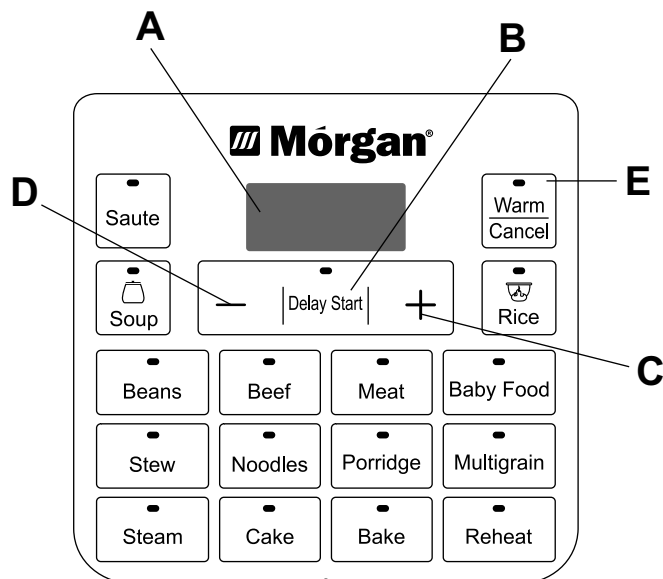 A
B
Mórgan®
D
E
Saute
Warm
Cancel
Soup
− Delay Start +
Rice
C
Beans Beef Meat Baby Food
Stew Noodles Porridge Multigrain
Steam Cake Bake Reheat